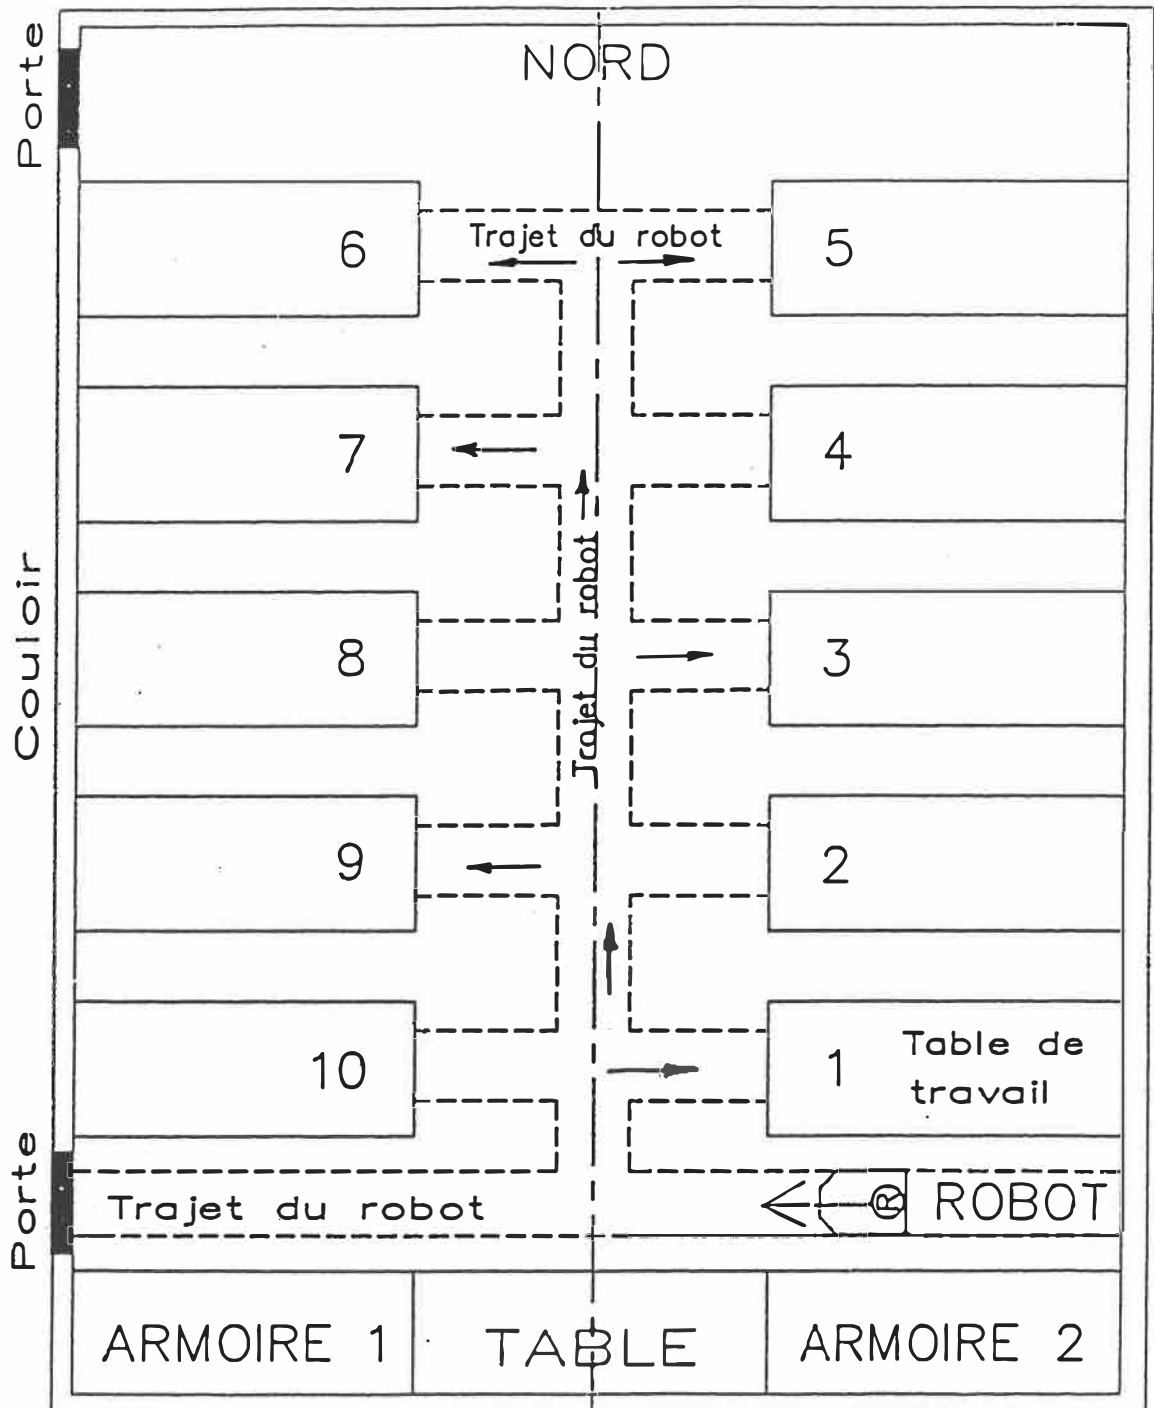 Porte
NORD
Trajet du robot
6
5
7
4
Trajet du robot
Couloir
8
3
9
2
10
1
Table de
travail
Porte
Trajet du robot
R
ROBOT
ARMOIRE 1
TABLE
ARMOIRE 2